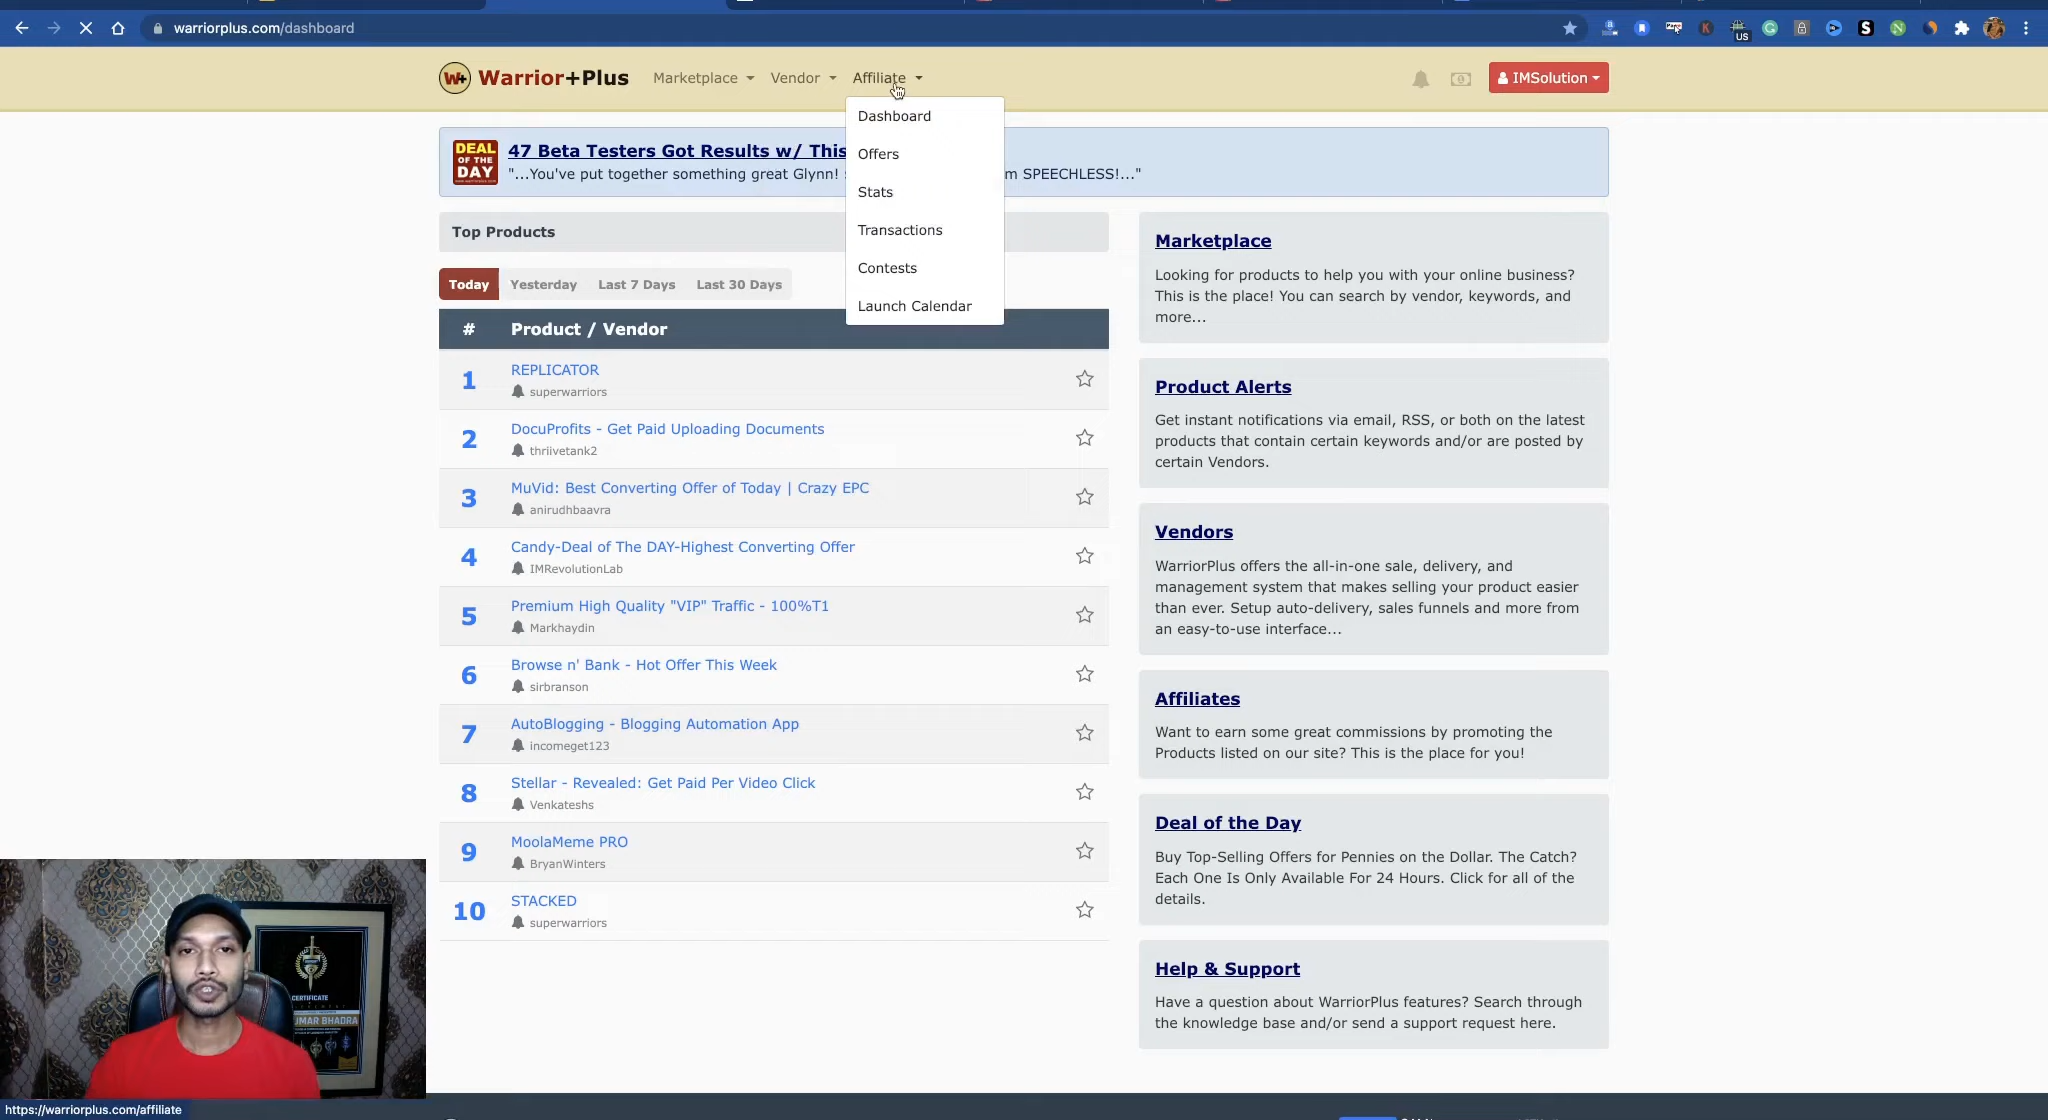 warriorplus.com/dashboard
US
W+ Warrior+Plus
Marketplace
Vendor
Affiliate
IMSolution
Dashboard
Offers
Stats
Transactions
Contests
Launch Calendar
DEAL
OF THE
DAY
47 Beta Testers Got Results w/ This
"...You've put together something great Glynn!
m SPEECHLESS!..."
Top Products
Today
Yesterday
Last 7 Days
Last 30 Days
# Product / Vendor
1 REPLICATOR
superwarriors
2 DocuProfits - Get Paid Uploading Documents
thriivetank2
3 MuVid: Best Converting Offer of Today | Crazy EPC
anirudhbaavra
4 Candy-Deal of The DAY-Highest Converting Offer
IMRevolutionLab
5 Premium High Quality "VIP" Traffic - 100%T1
Markhaydin
6 Browse n' Bank - Hot Offer This Week
sirbranson
7 AutoBlogging - Blogging Automation App
incomeget123
8 Stellar - Revealed: Get Paid Per Video Click
Venkateshs
9 MoolaMeme PRO
BryanWinters
10 STACKED
superwarriors
Marketplace
Looking for products to help you with your online business?
This is the place! You can search by vendor, keywords, and
more...
Product Alerts
Get instant notifications via email, RSS, or both on the latest
products that contain certain keywords and/or are posted by
certain Vendors.
Vendors
WarriorPlus offers the all-in-one sale, delivery, and
management system that makes selling your product easier
than ever. Setup auto-delivery, sales funnels and more from
an easy-to-use interface...
Affiliates
Want to earn some great commissions by promoting the
Products listed on our site? This is the place for you!
Deal of the Day
Buy Top-Selling Offers for Pennies on the Dollar. The Catch?
Each One Is Only Available For 24 Hours. Click for all of the
details.
Help & Support
Have a question about WarriorPlus features? Search through
the knowledge base and/or send a support request here.
CERTIFICATE
UMAR BHADRA
https://warriorplus.com/affiliate